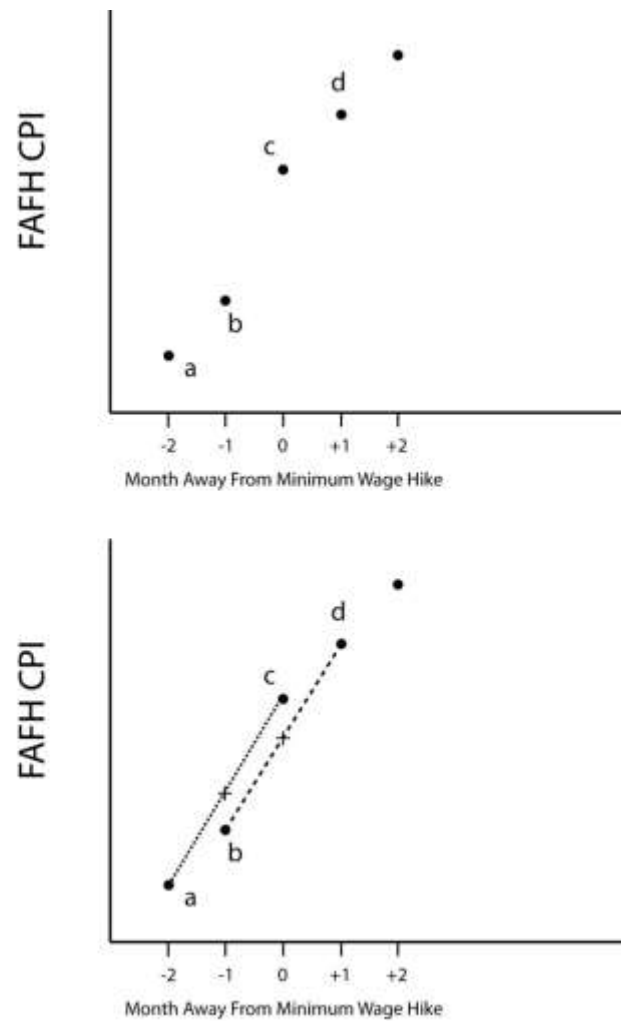 FAFH CPI
d
c
b
a
-2 -1 0 +1 +2
Month Away From Minimum Wage Hike
FAFH CPI
d
c
b
a
-2 -1 0 +1 +2
Month Away From Minimum Wage Hike